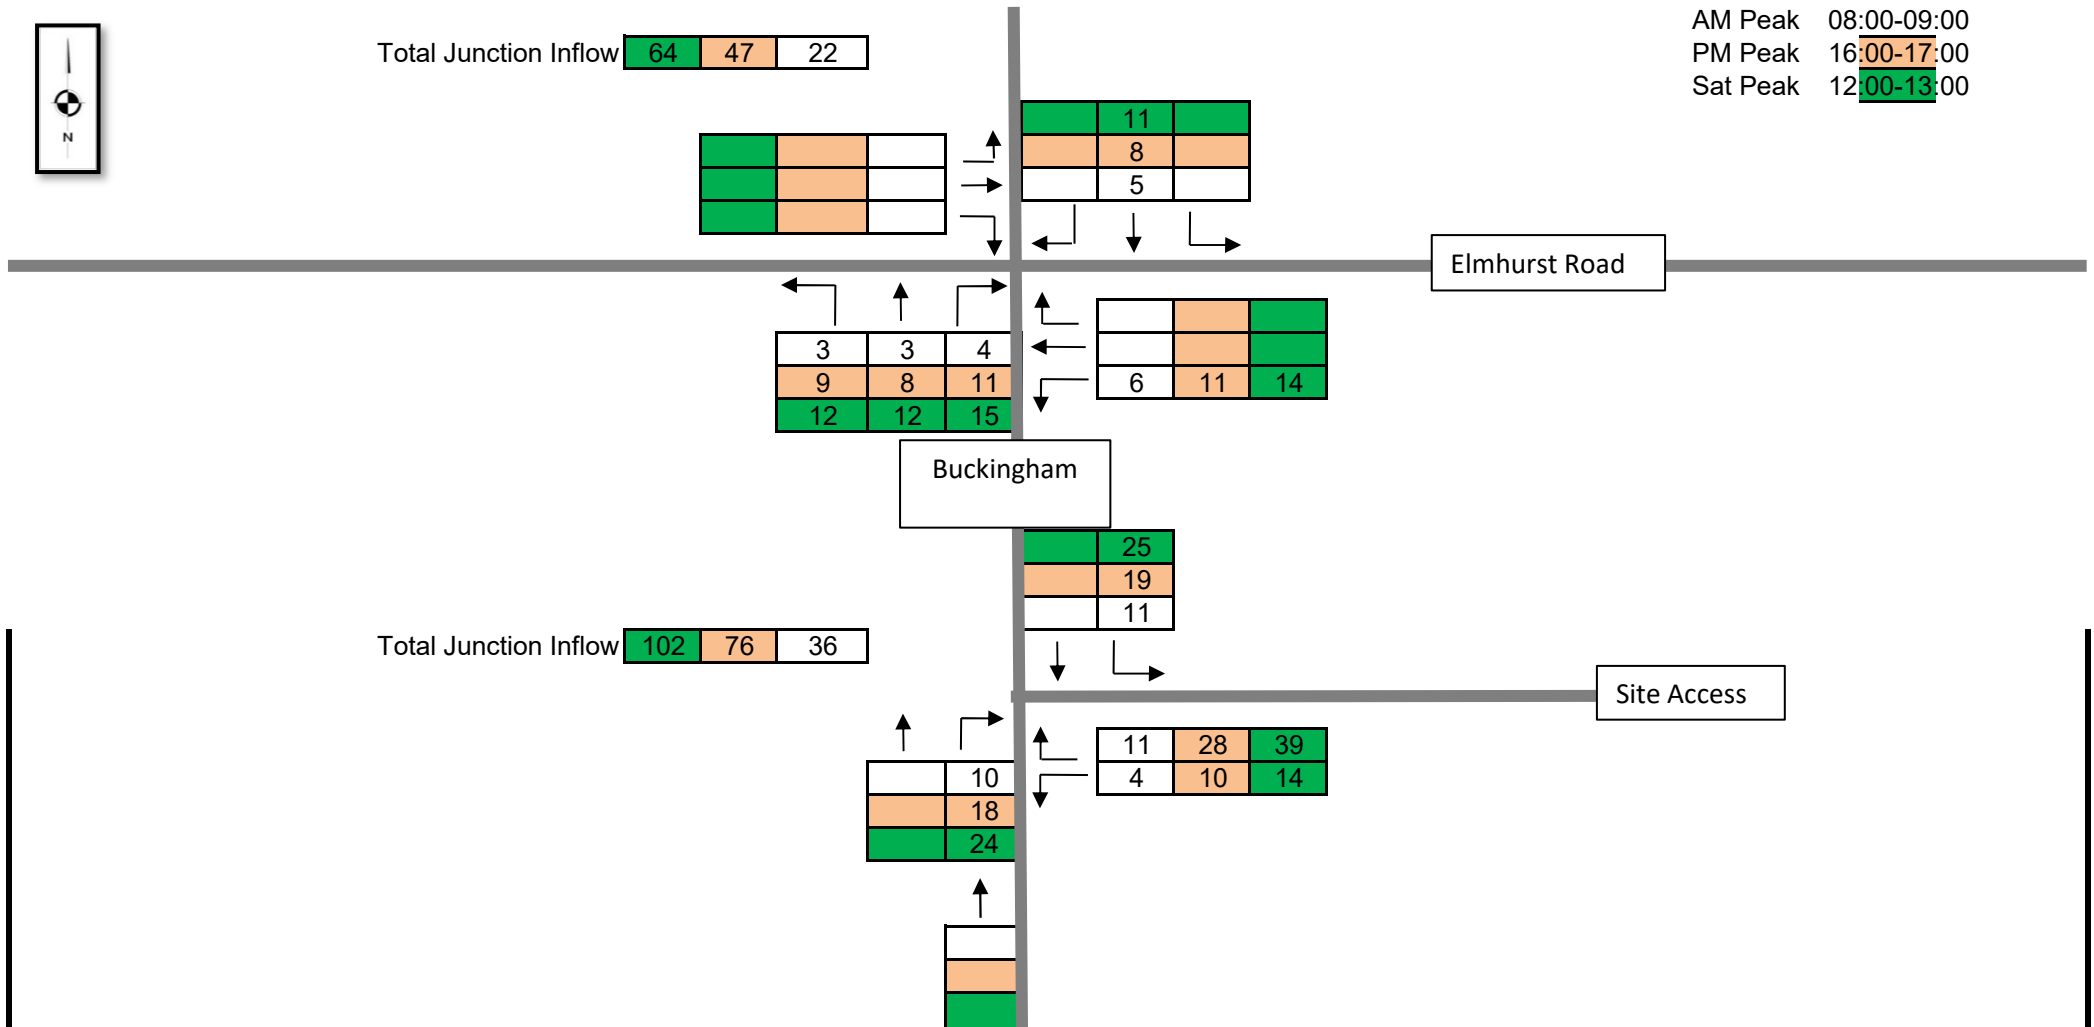 AM Peak 08:00-09:00
Total Junction Inflow 64 47 22
PM Peak 16:00-17:00
Sat Peak 12:00-13:00
N
11
8
5
Elmhurst Road
3 3 4
9 8 11
6 11 14
12 12 15
Buckingham
25
19
11
Total Junction Inflow 102 76 36
Site Access
11 28 39
10
4 10 14
18
24